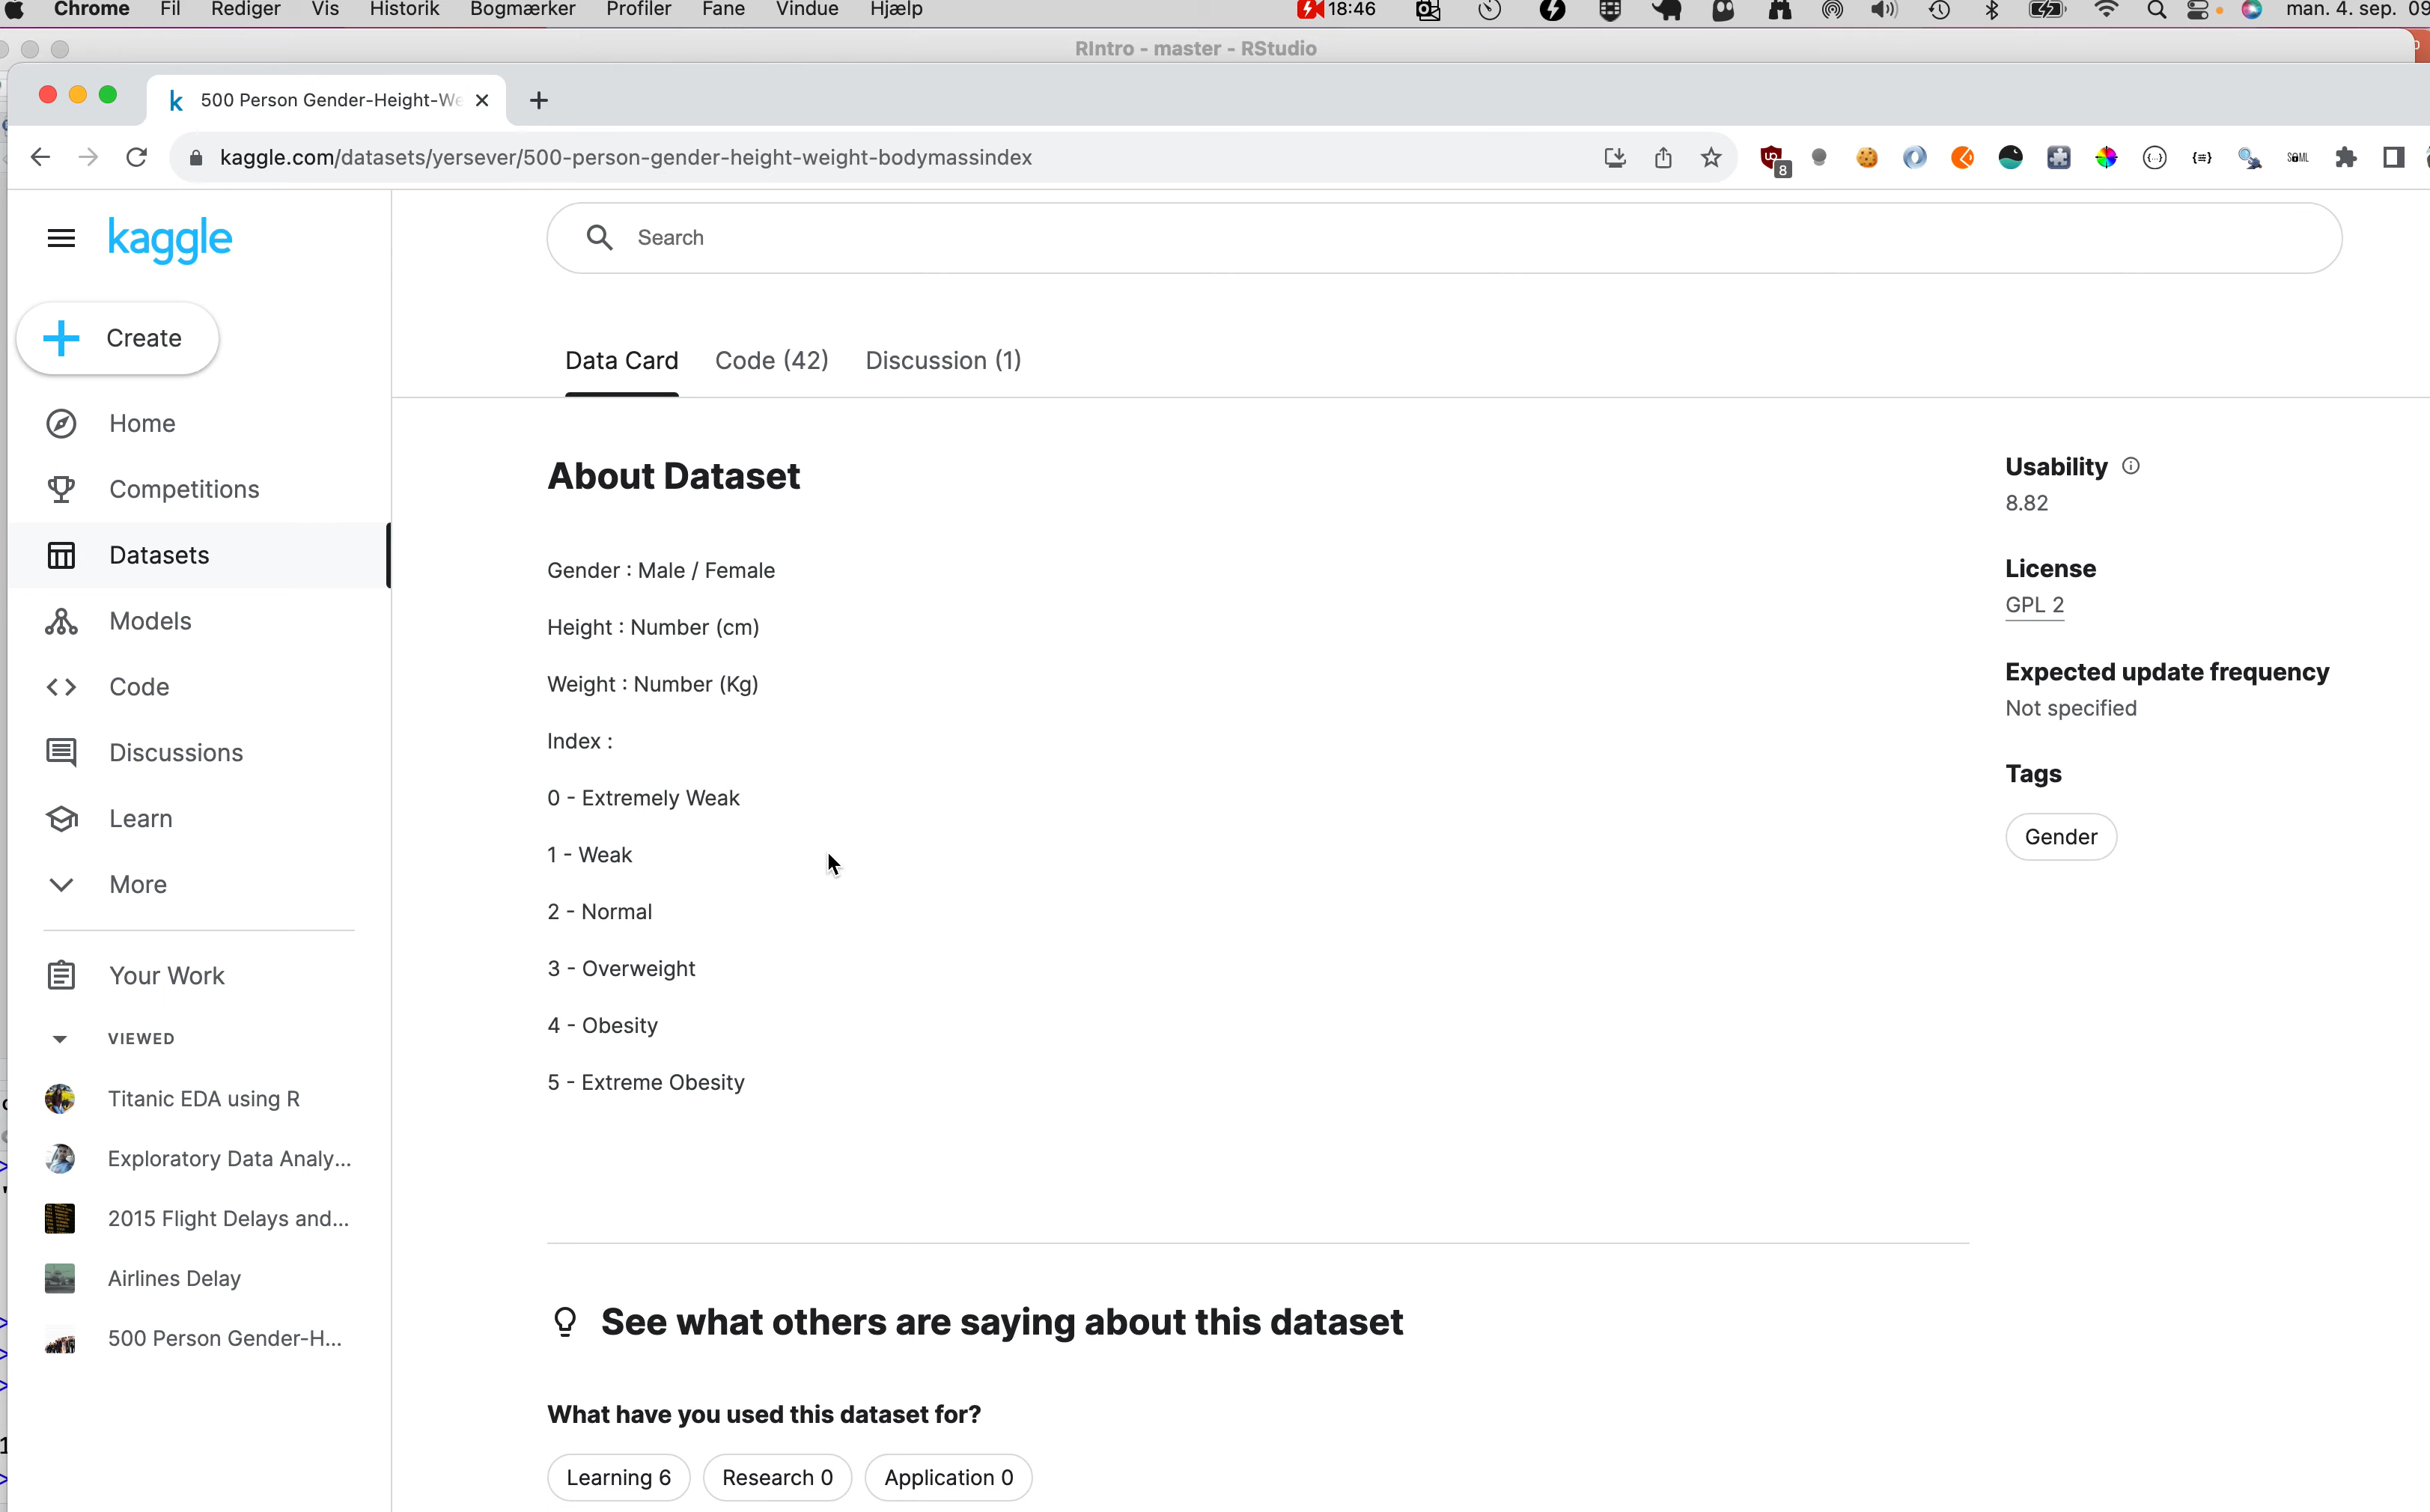 Chrome Fil Rediger Vis Historik Bogmærker Profiler Fane Vindue Hjælp 18:46 man. 4. sep. 09
RIntro - master - RStudio
500 Person Gender-Height-We
kaggle.com/datasets/yersever/500-person-gender-height-weight-bodymassindex
8
kaggle
Search
Create
Data Card Code (42) Discussion (1)
Home
Competitions
Datasets
Models
Code
Discussions
Learn
More
Your Work
VIEWED
Titanic EDA using R
Exploratory Data Analy...
2015 Flight Delays and...
Airlines Delay
500 Person Gender-H...
About Dataset
Gender : Male / Female
Height : Number (cm)
Weight : Number (Kg)
Index :
0 - Extremely Weak
1 - Weak
2 - Normal
3 - Overweight
4 - Obesity
5 - Extreme Obesity
Usability
8.82
License
GPL 2
Expected update frequency
Not specified
Tags
Gender
See what others are saying about this dataset
What have you used this dataset for?
Learning 6 Research 0 Application 0